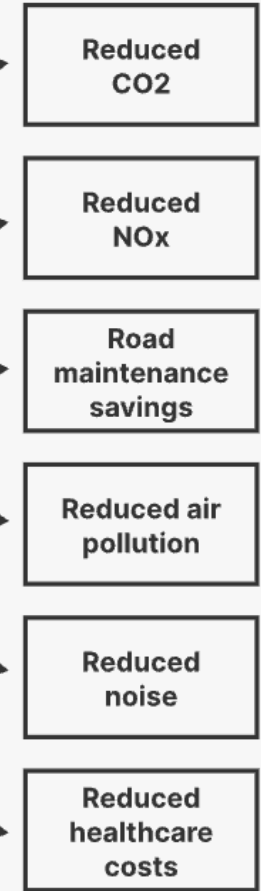 Reduced
CO2
Reduced
NOx
Road
maintenance
savings
Reduced air
pollution
Reduced
noise
Reduced
healthcare
costs